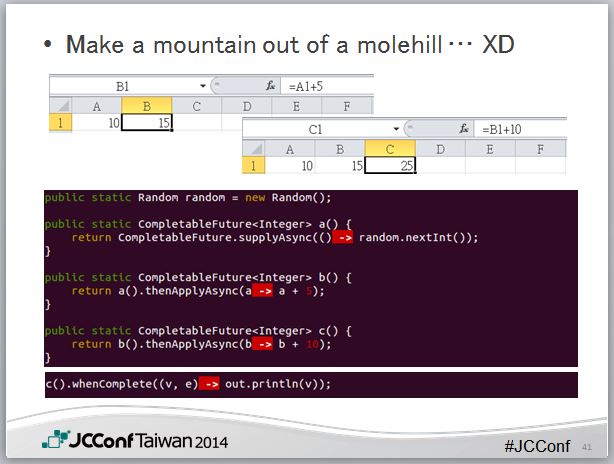 • Make a mountain out of a molehill … XD
B1 fx =A1+5
A B C D E F
1 10 15
C1 fx =B1+10
A B C D E F
1 10 15 25
public static Random random = new Random();
public static CompletableFuture<Integer> a() {
return CompletableFuture.supplyAsync(() -> random.nextInt());
}
public static CompletableFuture<Integer> b() {
return a().thenApplyAsync(a -> a + 5);
}
public static CompletableFuture<Integer> c() {
return b().thenApplyAsync(b -> b + 10);
}
c().whenComplete((v, e) -> out.println(v));
JCConf Taiwan 2014
#JCConf 41